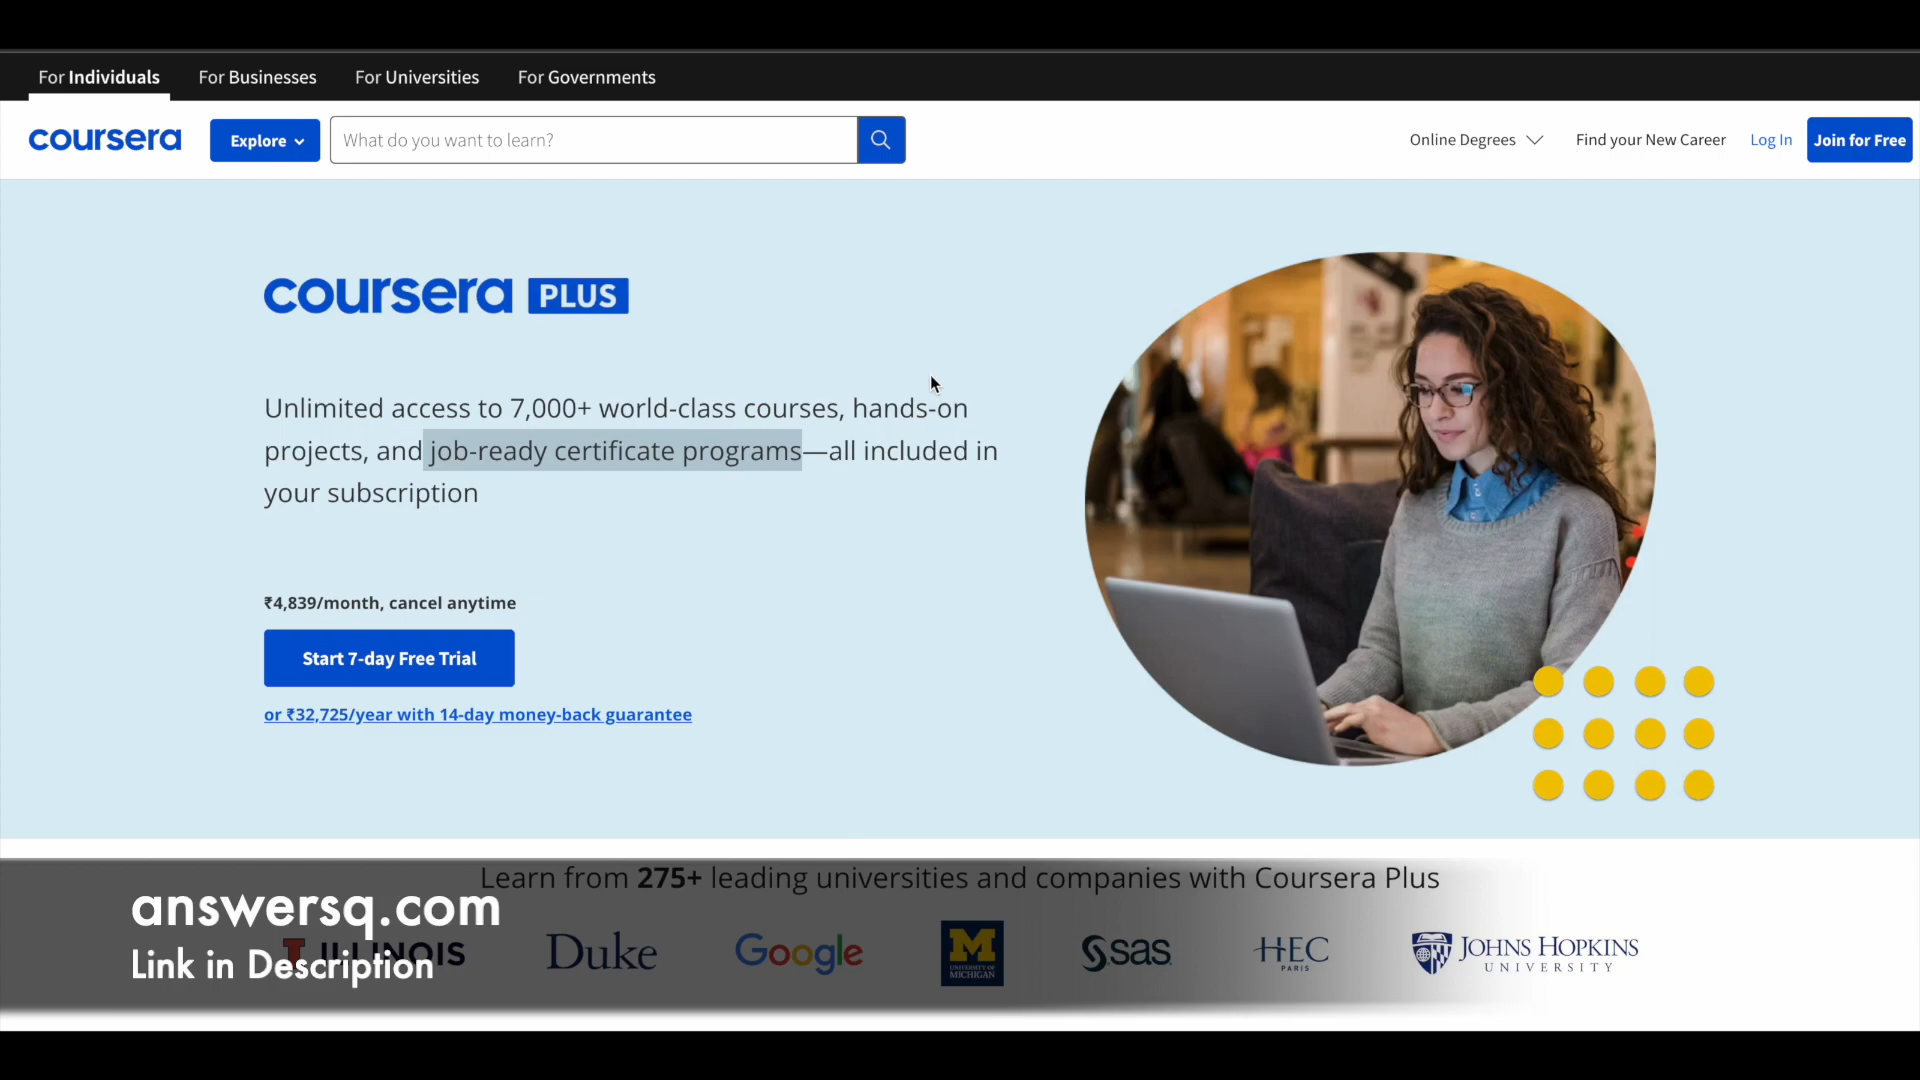 For Individuals For Businesses For Universities For Governments
coursera Explore What do you want to learn? Online Degrees Find your New Career Log In Join for Free
coursera PLUS
Unlimited access to 7,000+ world-class courses, hands-on
projects, and job-ready certificate programs—all included in
your subscription
₹4,839/month, cancel anytime
Start 7-day Free Trial
or ₹32,725/year with 14-day money-back guarantee
Learn from 275+ leading universities and companies with Coursera Plus
answersq.com
Link in Description
I ILLINOIS Duke Google M UNIVERSITY OF MICHIGAN sas HEC PARIS JOHNS HOPKINS UNIVERSITY